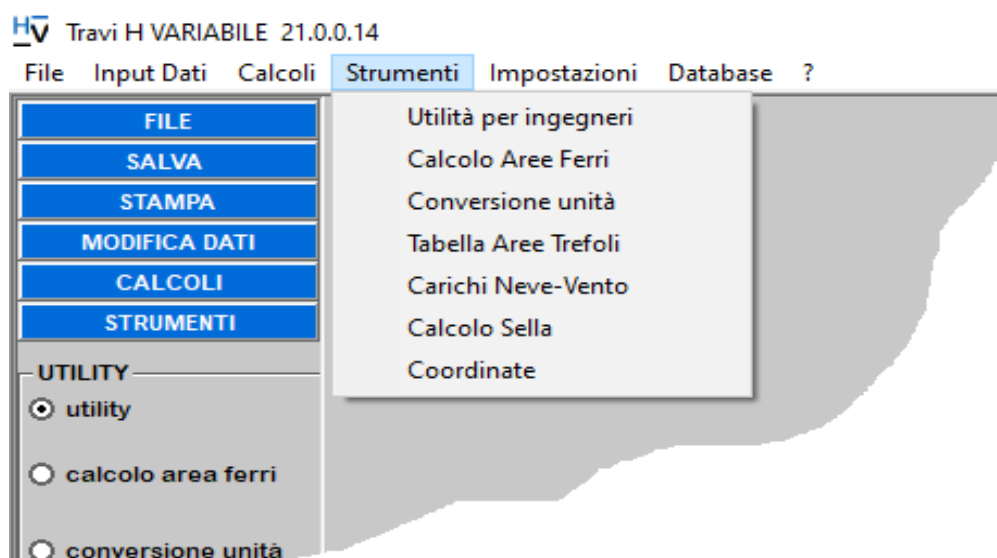 HV Travi H VARIABILE 21.0.0.14
File Input Dati Calcoli Strumenti Impostazioni Database ?
FILE
SALVA
STAMPA
MODIFICA DATI
CALCOLI
STRUMENTI
Utilità per ingegneri
Calcolo Aree Ferri
Conversione unità
Tabella Aree Trefoli
Carichi Neve-Vento
Calcolo Sella
Coordinate
UTILITY
utility
calcolo area ferri
conversione unità